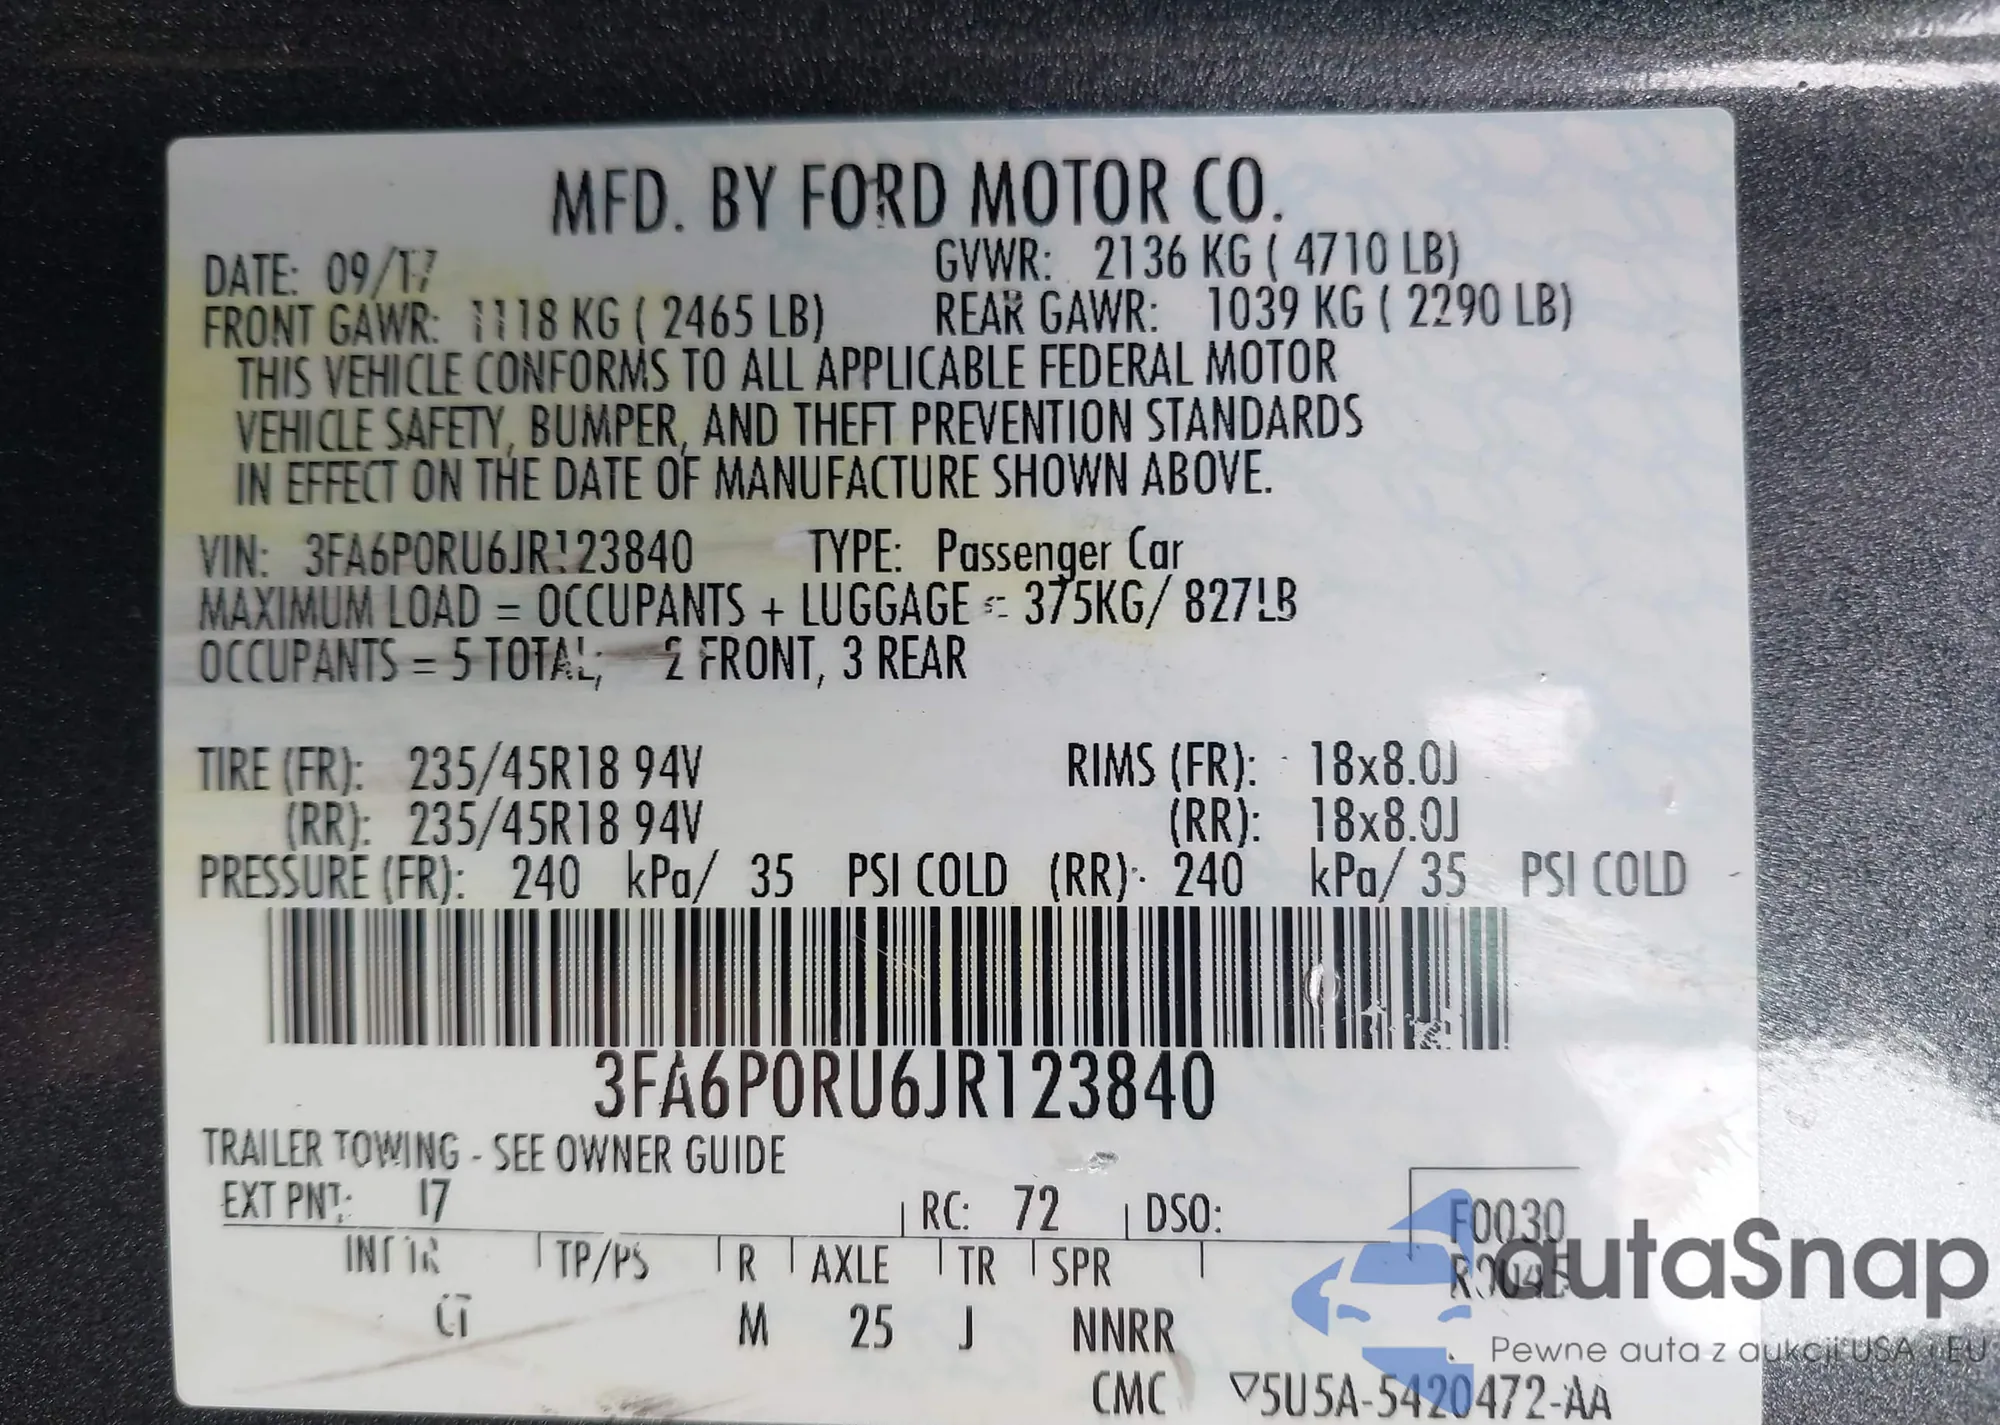 MFD. BY FORD MOTOR CO.
DATE: 09/17 GVWR: 2136 KG ( 4710 LB)
FRONT GAWR: 1118 KG ( 2465 LB) REAR GAWR: 1039 KG ( 2290 LB)
THIS VEHICLE CONFORMS TO ALL APPLICABLE FEDERAL MOTOR
VEHICLE SAFETY, BUMPER, AND THEFT PREVENTION STANDARDS
IN EFFECT ON THE DATE OF MANUFACTURE SHOWN ABOVE.
VIN: 3FA6P0RU6JR123840 TYPE: Passenger Car
MAXIMUM LOAD = OCCUPANTS + LUGGAGE = 375KG/ 827LB
OCCUPANTS = 5 TOTAL, 2 FRONT, 3 REAR
TIRE (FR): 235/45R18 94V RIMS (FR): 18x8.0J
(RR): 235/45R18 94V (RR): 18x8.0J
PRESSURE (FR): 240 kPa/ 35 PSI COLD (RR): 240 kPa/ 35 PSI COLD
3FA6P0RU6JR123840
TRAILER TOWING - SEE OWNER GUIDE
EXT PNT: RC: 72 DSO: F0030
INT TR TP/PS R AXLE TR SPR
M 25 J NNRR
CMC ▽5U5A-5420472-AA
autaSnap
Pewne auta z aukcji USA i EU